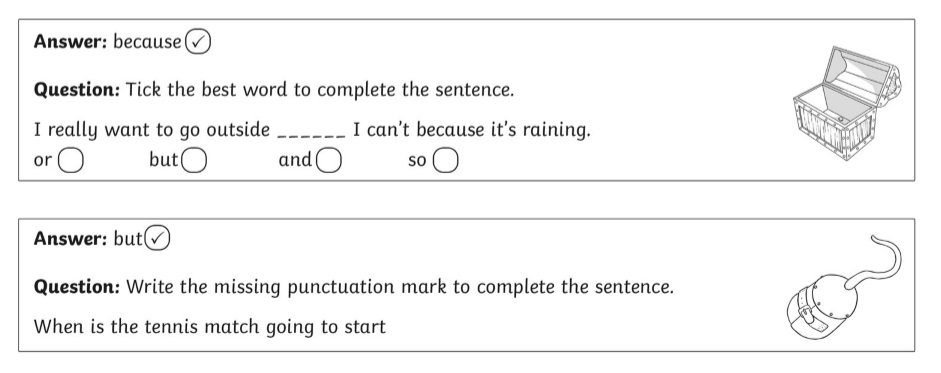 Answer: because ✓
Question: Tick the best word to complete the sentence.
I really want to go outside ______ I can't because it's raining.
or but and so
Answer: but ✓
Question: Write the missing punctuation mark to complete the sentence.
When is the tennis match going to start